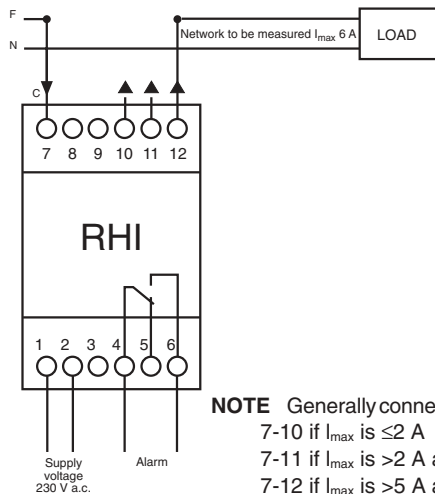 F
Network to be measured Imax 6 A
LOAD
N
C
7 8 9 10 11 12
RHI
1 2 3 4 5 6
NOTE Generally conne
7-10 if Imax is ≤2 A
7-11 if Imax is >2 A a
7-12 if Imax is >5 A a
Supply
voltage
230 V a.c.
Alarm